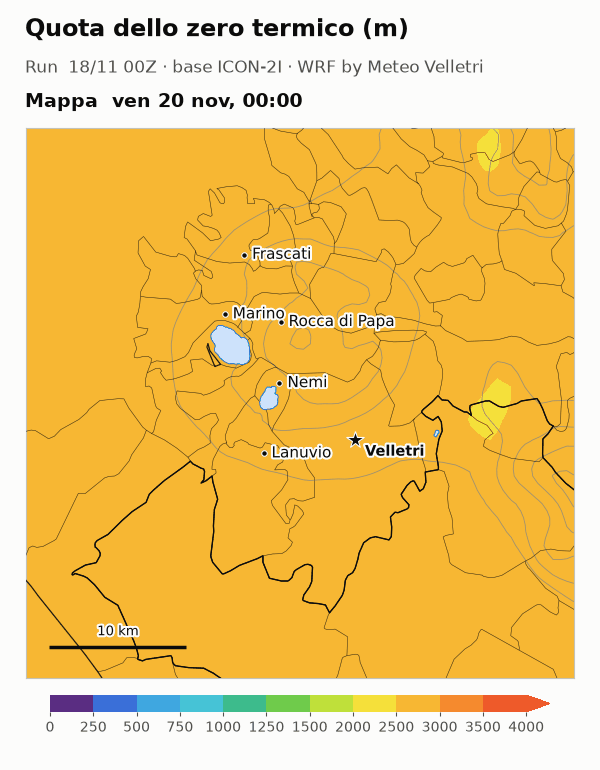 Quota dello zero termico (m)
Run  18/11 00Z · base ICON-2I · WRF by Meteo Velletri
Mappa  ven 20 nov, 00:00
Frascati
Marino
Rocca di Papa
Nemi
Velletri
Lanuvio
10 km
0 250 500 750 1000 1250 1500 2000 2500 3000 3500 4000